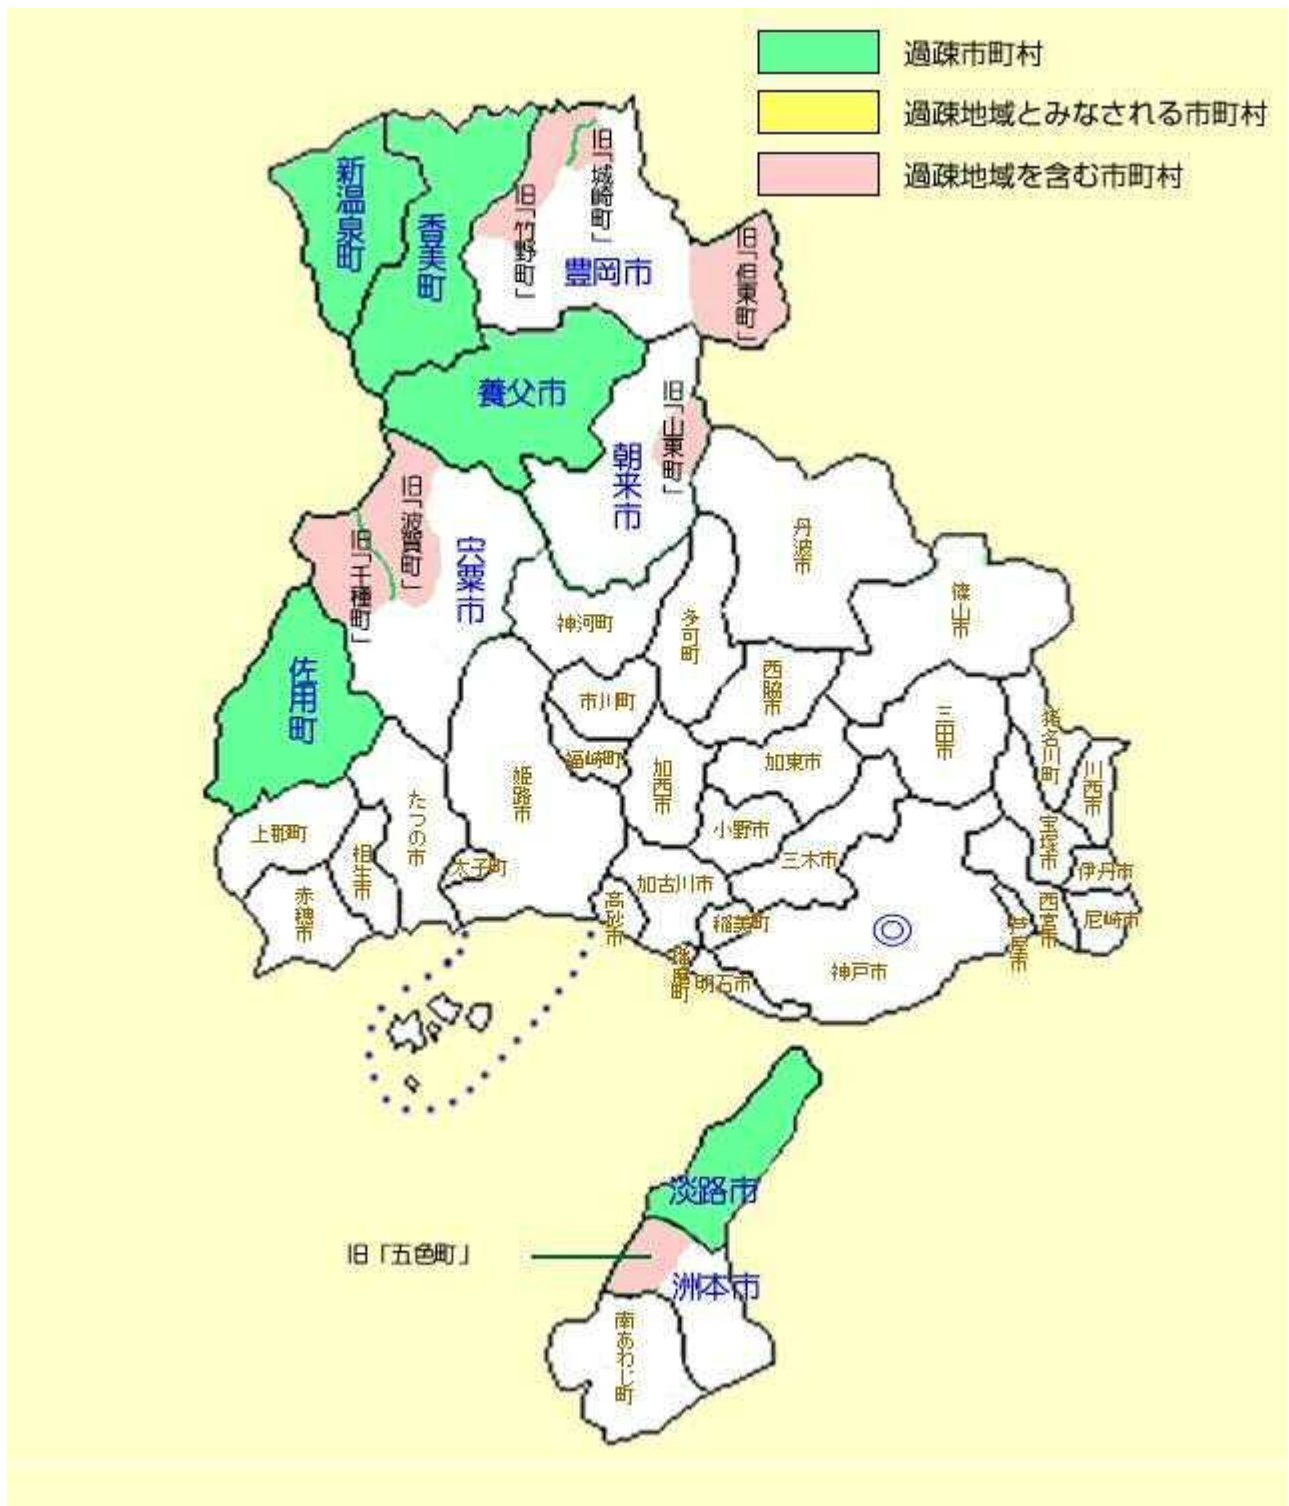 過疎市町村
過疎地域とみなされる市町村
過疎地域を含む市町村
新温泉町
香美町
旧「竹野町」
旧「城崎町」
豊岡市
旧「但東町」
養父市
旧「山東町」
朝来市
旧「波賀町」
旧「千種町」
宍粟市
丹波市
篠山市
神河町
多可町
佐用町
西脇市
市川町
三田市
猪名川町
福崎町
加西市
加東市
川西市
姫路市
たつの市
小野市
上郡町
相生市
太子町
三木市
宝塚市
伊丹市
加古川市
赤穂市
高砂市
稲美町
西宮市
尼崎市
芦屋市
播磨町
明石市
神戸市
淡路市
旧「五色町」
洲本市
南あわじ町